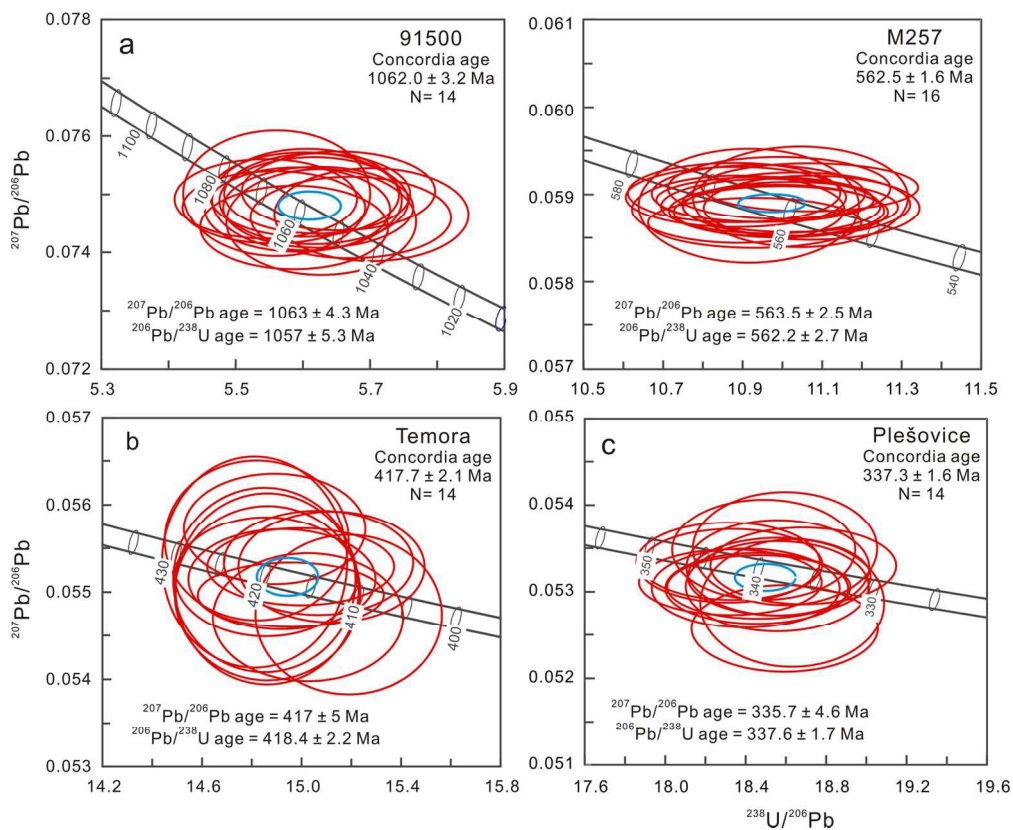 a
91500
Concordia age
1062.0 ± 3.2 Ma
N= 14
0.078
0.076
0.074
0.072
²⁰⁷Pb/²⁰⁶Pb
1100
1080
1060
1040
1020
²⁰⁷Pb/²⁰⁶Pb age = 1063 ± 4.3 Ma
²⁰⁶Pb/²³⁸U age = 1057 ± 5.3 Ma
5.3 5.5 5.7 5.9
M257
Concordia age
562.5 ± 1.6 Ma
N= 16
0.061
0.060
0.059
0.058
0.057
580
560
540
²⁰⁷Pb/²⁰⁶Pb age = 563.5 ± 2.5 Ma
²⁰⁶Pb/²³⁸U age = 562.2 ± 2.7 Ma
10.5 10.7 10.9 11.1 11.3 11.5
b
Temora
Concordia age
417.7 ± 2.1 Ma
N= 14
0.057
0.056
0.055
0.054
0.053
²⁰⁷Pb/²⁰⁶Pb
430
420
410
400
²⁰⁷Pb/²⁰⁶Pb age = 417 ± 5 Ma
²⁰⁶Pb/²³⁸U age = 418.4 ± 2.2 Ma
14.2 14.6 15.0 15.4 15.8
c
Plešovice
Concordia age
337.3 ± 1.6 Ma
N= 14
0.055
0.054
0.053
0.052
0.051
350
340
330
²⁰⁷Pb/²⁰⁶Pb age = 335.7 ± 4.6 Ma
²⁰⁶Pb/²³⁸U age = 337.6 ± 1.7 Ma
17.6 18.0 18.4 18.8 19.2 19.6
²³⁸U/²⁰⁶Pb